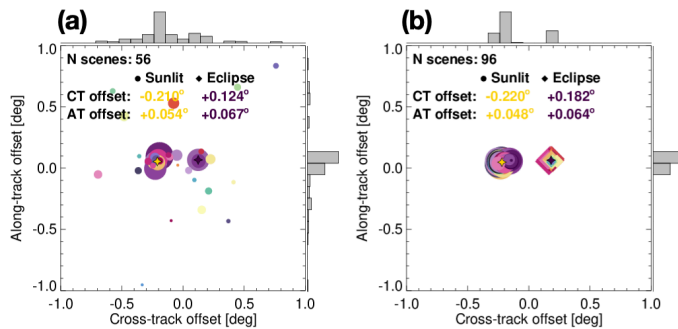 (a)
1.0
0.5
0.0
-0.5
-1.0
Along-track offset [deg]
N scenes: 56
● Sunlit ◆ Eclipse
CT offset: -0.210° +0.124°
AT offset: +0.054° +0.067°
-1.0 -0.5 0.0 0.5 1.0
Cross-track offset [deg]
(b)
1.0
0.5
0.0
-0.5
-1.0
Along-track offset [deg]
N scenes: 96
● Sunlit ◆ Eclipse
CT offset: -0.220° +0.182°
AT offset: +0.048° +0.064°
-1.0 -0.5 0.0 0.5 1.0
Cross-track offset [deg]